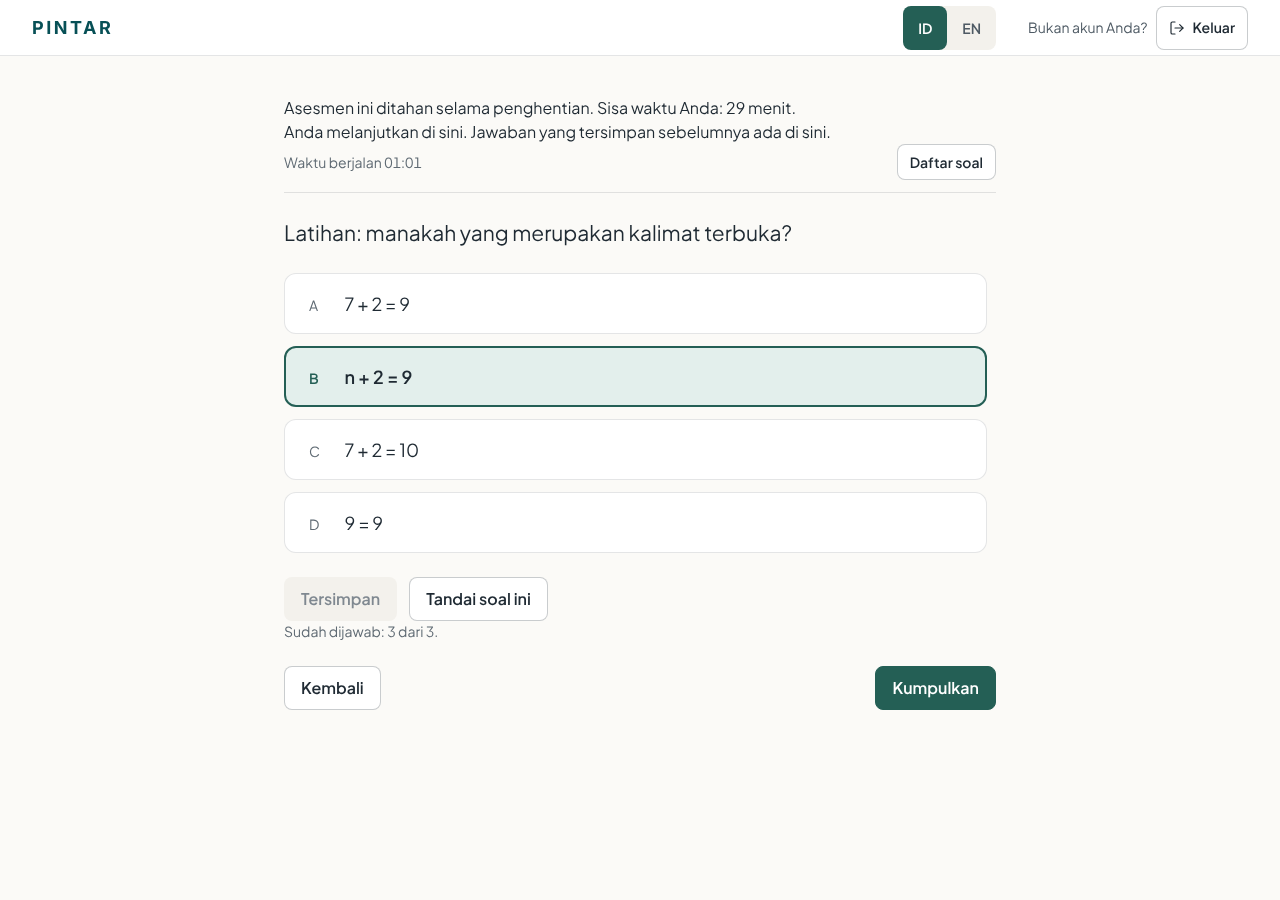 PINTAR
ID EN Bukan akun Anda? Keluar
Asesmen ini ditahan selama penghentian. Sisa waktu Anda: 29 menit.
Anda melanjutkan di sini. Jawaban yang tersimpan sebelumnya ada di sini.
Waktu berjalan 01:01
Daftar soal
Latihan: manakah yang merupakan kalimat terbuka?
A 7 + 2 = 9
B n + 2 = 9
C 7 + 2 = 10
D 9 = 9
Tersimpan Tandai soal ini
Sudah dijawab: 3 dari 3.
Kembali Kumpulkan